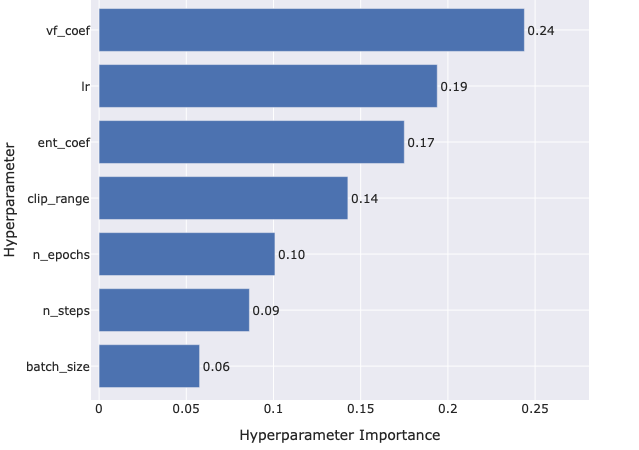 Hyperparameter
vf_coef 0.24
lr 0.19
ent_coef 0.17
clip_range 0.14
n_epochs 0.10
n_steps 0.09
batch_size 0.06
0 0.05 0.1 0.15 0.2 0.25
Hyperparameter Importance